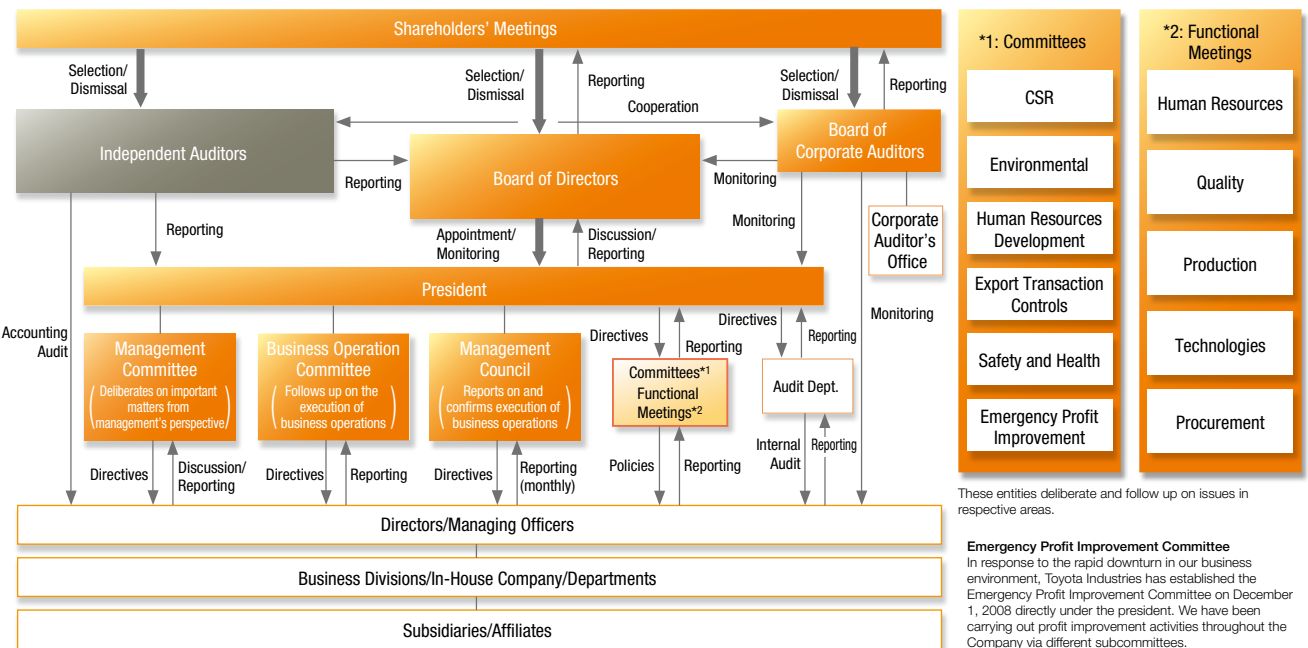 Shareholders' Meetings
Selection/
Dismissal
Selection/
Dismissal
Reporting
Selection/
Dismissal
Reporting
Cooperation
Independent Auditors
Board of Directors
Board of
Corporate Auditors
Reporting
Monitoring
Reporting
Appointment/
Monitoring
Discussion/
Reporting
Monitoring
Corporate
Auditor's
Office
President
Accounting
Audit
Monitoring
Management
Committee
Deliberates on important
matters from
management's perspective
Business Operation
Committee
Follows up on the
execution of
business operations
Management
Council
Reports on and
confirms execution of
business operations
Directives
Reporting
Committees*1
Functional
Meetings*2
Directives
Reporting
Audit Dept.
Directives
Discussion/
Reporting
Directives
Reporting
Directives
Reporting
(monthly)
Policies
Reporting
Internal
Audit
Reporting
Directors/Managing Officers
Business Divisions/In-House Company/Departments
Subsidiaries/Affiliates
*1: Committees
CSR
Environmental
Human Resources
Development
Export Transaction
Controls
Safety and Health
Emergency Profit
Improvement
*2: Functional
Meetings
Human Resources
Quality
Production
Technologies
Procurement
These entities deliberate and follow up on issues in
respective areas.
Emergency Profit Improvement Committee
In response to the rapid downturn in our business
environment, Toyota Industries has established the
Emergency Profit Improvement Committee on December
1, 2008 directly under the president. We have been
carrying out profit improvement activities throughout the
Company via different subcommittees.